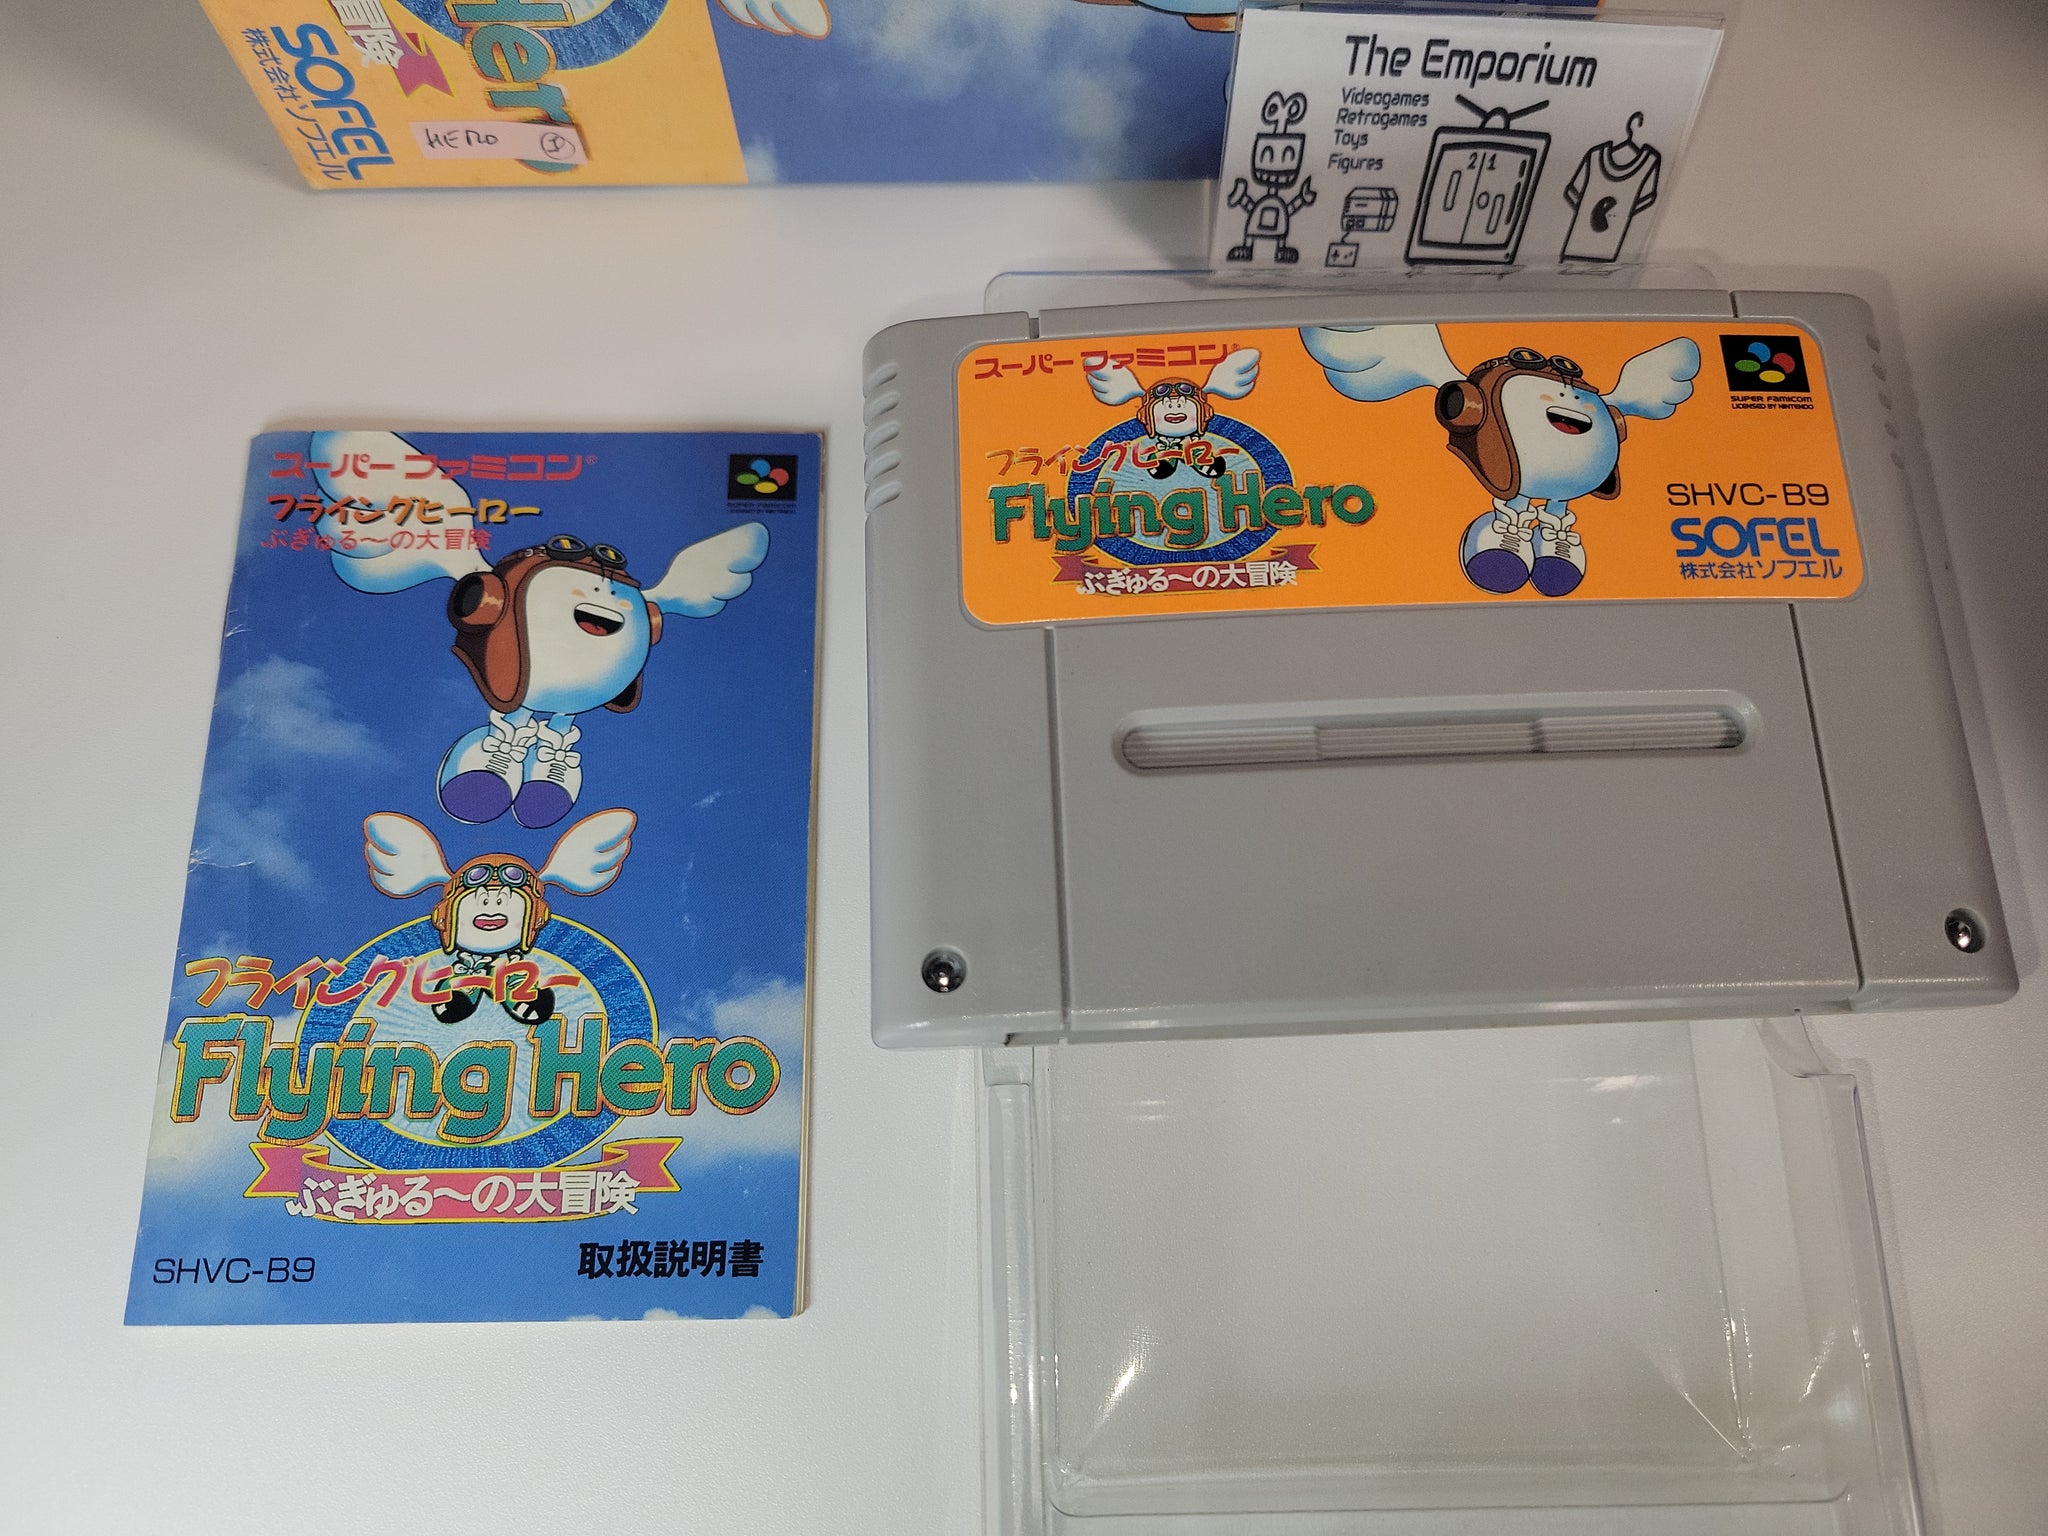 Hero
冒険
SOFEL
株式会社ソフエル
HERO
The Emporium
Videogames
Retrogames
Toys
Figures
2|1
スーパーファミコン®
フライングヒーロー
Flying Hero
ぶぎゅる〜の大冒険
SUPER FAMICOM
LICENSED BY NINTENDO
SHVC-B9
SOFEL
株式会社ソフエル
スーパーファミコン®
フライングヒーロー
ぶぎゅる〜の大冒険
SUPER FAMICOM
LICENSED BY NINTENDO
フライングヒーロー
Flying Hero
ぶぎゅる〜の大冒険
SHVC-B9
取扱説明書